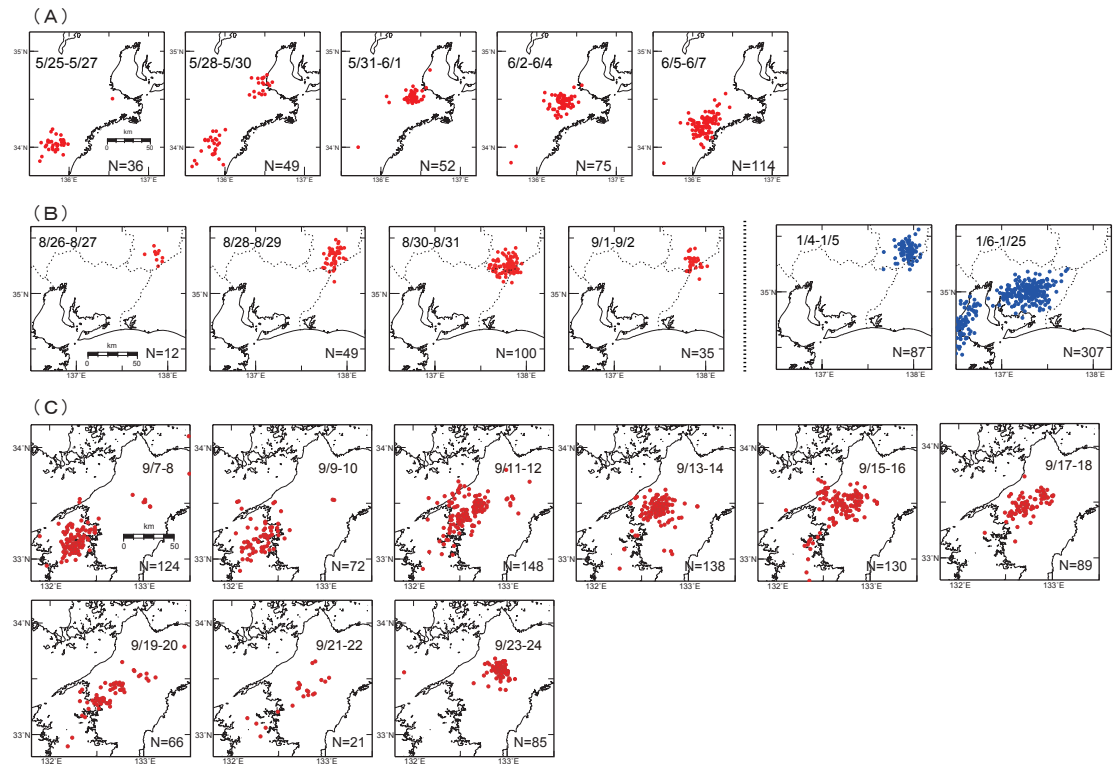 (A)
35˚N
34˚N
5/25-5/27
km
0 50
N=36
136˚E 137˚E
35˚N
34˚N
5/28-5/30
N=49
136˚E 137˚E
35˚N
34˚N
5/31-6/1
N=52
136˚E 137˚E
35˚N
34˚N
6/2-6/4
N=75
136˚E 137˚E
35˚N
34˚N
6/5-6/7
N=114
136˚E 137˚E
(B)
8/26-8/27
35˚N
km
0 50
N=12
137˚E 138˚E
8/28-8/29
35˚N
N=49
137˚E 138˚E
8/30-8/31
35˚N
N=100
137˚E 138˚E
9/1-9/2
35˚N
N=35
137˚E 138˚E
1/4-1/5
35˚N
N=87
137˚E 138˚E
1/6-1/25
35˚N
N=307
137˚E 138˚E
(C)
34˚N
33˚N
9/7-8
km
0 50
N=124
132˚E 133˚E
34˚N
33˚N
9/9-10
N=72
132˚E 133˚E
34˚N
33˚N
9/11-12
N=148
132˚E 133˚E
34˚N
33˚N
9/13-14
N=138
132˚E 133˚E
34˚N
33˚N
9/15-16
N=130
132˚E 133˚E
34˚N
33˚N
9/17-18
N=89
132˚E 133˚E
34˚N
33˚N
9/19-20
N=66
132˚E 133˚E
34˚N
33˚N
9/21-22
N=21
132˚E 133˚E
34˚N
33˚N
9/23-24
N=85
132˚E 133˚E